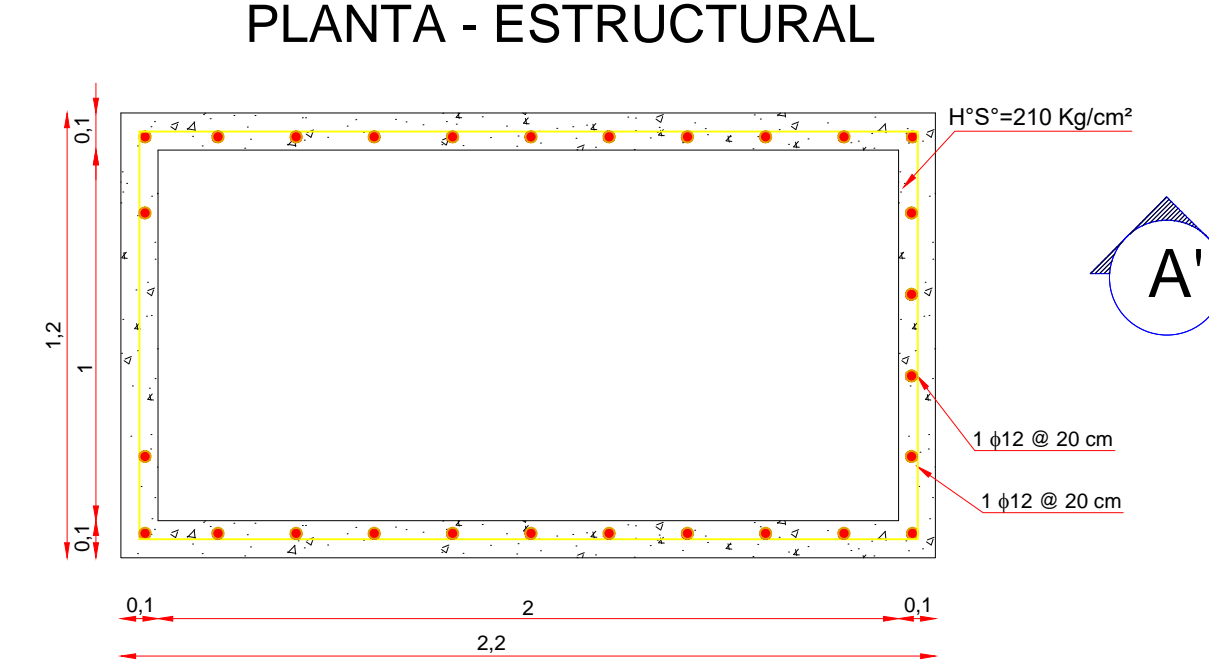 PLANTA - ESTRUCTURAL
0,1
H°S°=210 Kg/cm²
A'
1,2
1
1 ϕ12 @ 20 cm
1 ϕ12 @ 20 cm
0,1
0,1
2
0,1
2,2